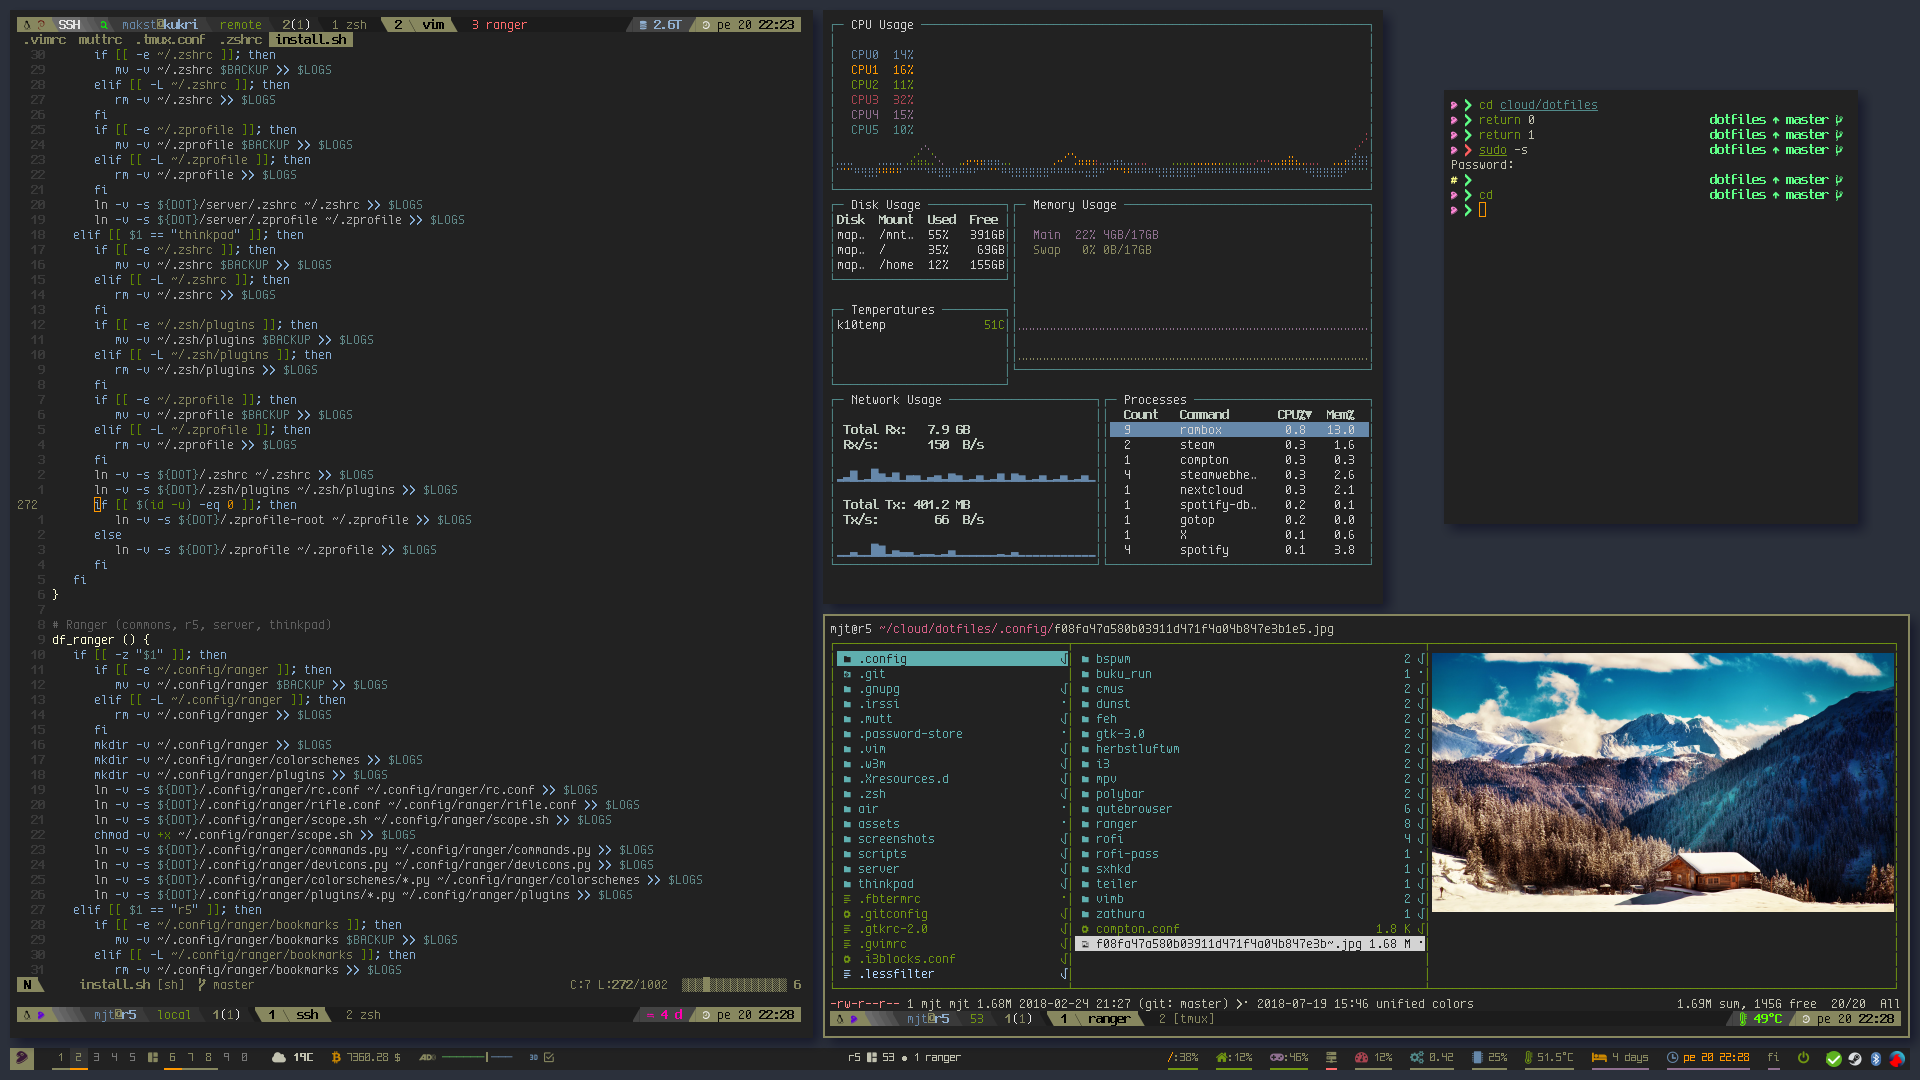 SSH makst@kukri remote 2(1) 1 zsh 2 vim 3 ranger 2.6T pe 20 22:23
.vimrc muttrc .tmux.conf .zshrc install.sh
30 if [[ -e ~/.zshrc ]]; then
29 mv -v ~/.zshrc $BACKUP >> $LOGS
28 elif [[ -L ~/.zshrc ]]; then
27 rm -v ~/.zshrc >> $LOGS
26 fi
25 if [[ -e ~/.zprofile ]]; then
24 mv -v ~/.zprofile $BACKUP >> $LOGS
23 elif [[ -L ~/.zprofile ]]; then
22 rm -v ~/.zprofile >> $LOGS
21 fi
20 ln -v -s ${DOT}/server/.zshrc ~/.zshrc >> $LOGS
19 ln -v -s ${DOT}/server/.zprofile ~/.zprofile >> $LOGS
18 elif [[ $1 == "thinkpad" ]]; then
17 if [[ -e ~/.zshrc ]]; then
16 mv -v ~/.zshrc $BACKUP >> $LOGS
15 elif [[ -L ~/.zshrc ]]; then
14 rm -v ~/.zshrc >> $LOGS
13 fi
12 if [[ -e ~/.zsh/plugins ]]; then
11 mv -v ~/.zsh/plugins $BACKUP >> $LOGS
10 elif [[ -L ~/.zsh/plugins ]]; then
9 rm -v ~/.zsh/plugins >> $LOGS
8 fi
7 if [[ -e ~/.zprofile ]]; then
6 mv -v ~/.zprofile $BACKUP >> $LOGS
5 elif [[ -L ~/.zprofile ]]; then
4 rm -v ~/.zprofile >> $LOGS
3 fi
2 ln -v -s ${DOT}/.zshrc ~/.zshrc >> $LOGS
1 ln -v -s ${DOT}/.zsh/plugins ~/.zsh/plugins >> $LOGS
272 if [[ $(id -u) -eq 0 ]]; then
1 ln -v -s ${DOT}/.zprofile-root ~/.zprofile >> $LOGS
2 else
3 ln -v -s ${DOT}/.zprofile ~/.zprofile >> $LOGS
4 fi
5 fi
6 }
7
8 # Ranger (commons, r5, server, thinkpad)
9 df_ranger () {
10 if [[ -z "$1" ]]; then
11 if [[ -e ~/.config/ranger ]]; then
12 mv -v ~/.config/ranger $BACKUP >> $LOGS
13 elif [[ -L ~/.config/ranger ]]; then
14 rm -v ~/.config/ranger >> $LOGS
15 fi
16 mkdir -v ~/.config/ranger >> $LOGS
17 mkdir -v ~/.config/ranger/colorschemes >> $LOGS
18 mkdir -v ~/.config/ranger/plugins >> $LOGS
19 ln -v -s ${DOT}/.config/ranger/rc.conf ~/.config/ranger/rc.conf >> $LOGS
20 ln -v -s ${DOT}/.config/ranger/rifle.conf ~/.config/ranger/rifle.conf >> $LOGS
21 ln -v -s ${DOT}/.config/ranger/scope.sh ~/.config/ranger/scope.sh >> $LOGS
22 chmod -v +x ~/.config/ranger/scope.sh >> $LOGS
23 ln -v -s ${DOT}/.config/ranger/commands.py ~/.config/ranger/commands.py >> $LOGS
24 ln -v -s ${DOT}/.config/ranger/devicons.py ~/.config/ranger/devicons.py >> $LOGS
25 ln -v -s ${DOT}/.config/ranger/colorschemes/*.py ~/.config/ranger/colorschemes >> $LOGS
26 ln -v -s ${DOT}/.config/ranger/plugins/*.py ~/.config/ranger/plugins >> $LOGS
27 elif [[ $1 == "r5" ]]; then
28 if [[ -e ~/.config/ranger/bookmarks ]]; then
29 mv -v ~/.config/ranger/bookmarks $BACKUP >> $LOGS
30 elif [[ -L ~/.config/ranger/bookmarks ]]; then
31 rm -v ~/.config/ranger/bookmarks >> $LOGS
N install.sh [sh] master C:7 L:272/1002 6
mjt@r5 local 1(1) 1 ssh 2 zsh = 4 d pe 20 22:28
CPU Usage
CPU0 14%
CPU1 16%
CPU2 11%
CPU3 32%
CPU4 15%
CPU5 10%
Disk Usage
Disk Mount Used Free
map.. /mnt.. 55% 391GB
map.. / 35% 69GB
map.. /home 12% 155GB
Memory Usage
Main 22% 4GB/17GB
Swap 0% 0B/17GB
Temperatures
k10temp 51C
Network Usage
Total Rx: 7.9 GB
Rx/s: 150 B/s
Total Tx: 401.2 MB
Tx/s: 66 B/s
Processes
Count Command CPU%▼ Mem%
9 rambox 0.8 13.0
2 steam 0.3 1.6
1 compton 0.3 0.3
4 steamwebhe.. 0.3 2.6
1 nextcloud 0.3 2.1
1 spotify-db.. 0.2 0.1
1 gotop 0.2 0.0
1 X 0.1 0.6
4 spotify 0.1 3.8
cd cloud/dotfiles
return 0 dotfiles ↑ master
return 1 dotfiles ↑ master
sudo -s dotfiles ↑ master
Password:
# dotfiles ↑ master
cd dotfiles ↑ master
mjt@r5 ~/cloud/dotfiles/.config/f08fa47a580b03911d471f4a04b847e3b1e5.jpg
.config
.git
.gnupg
.irssi
.mutt
.password-store
.vim
.w3m
.Xresources.d
.zsh
air
assets
screenshots
scripts
server
thinkpad
.fbtermrc
.gitconfig
.gtkrc-2.0
.gvimrc
.i3blocks.conf
.lessfilter
bspwm 2
buku_run 1
cmus 2
dunst 2
feh 2
gtk-3.0 2
herbstluftwm 2
i3 2
mpv 2
polybar 2
qutebrowser 6
ranger 8
rofi 4
rofi-pass 1
sxhkd 1
teiler 1
vimb 2
zathura 1
compton.conf 1.8 K
f08fa47a580b03911d471f4a04b847e3b~.jpg 1.68 M
-rw-r--r-- 1 mjt mjt 1.68M 2018-02-24 21:27 (git: master) 2018-07-19 15:46 unified colors 1.69M sum, 145G free 20/20 All
mjt@r5 53 1(1) 1 ranger 2 [tmux] 49°C pe 20 22:28
1 2 3 4 5 6 7 8 9 0 19C 7360.28 $ 30 r5 53 • 1 ranger /:38% :12% :46% 12% 0.42 25% 51.5°C 4 days pe 20 22:28 fi